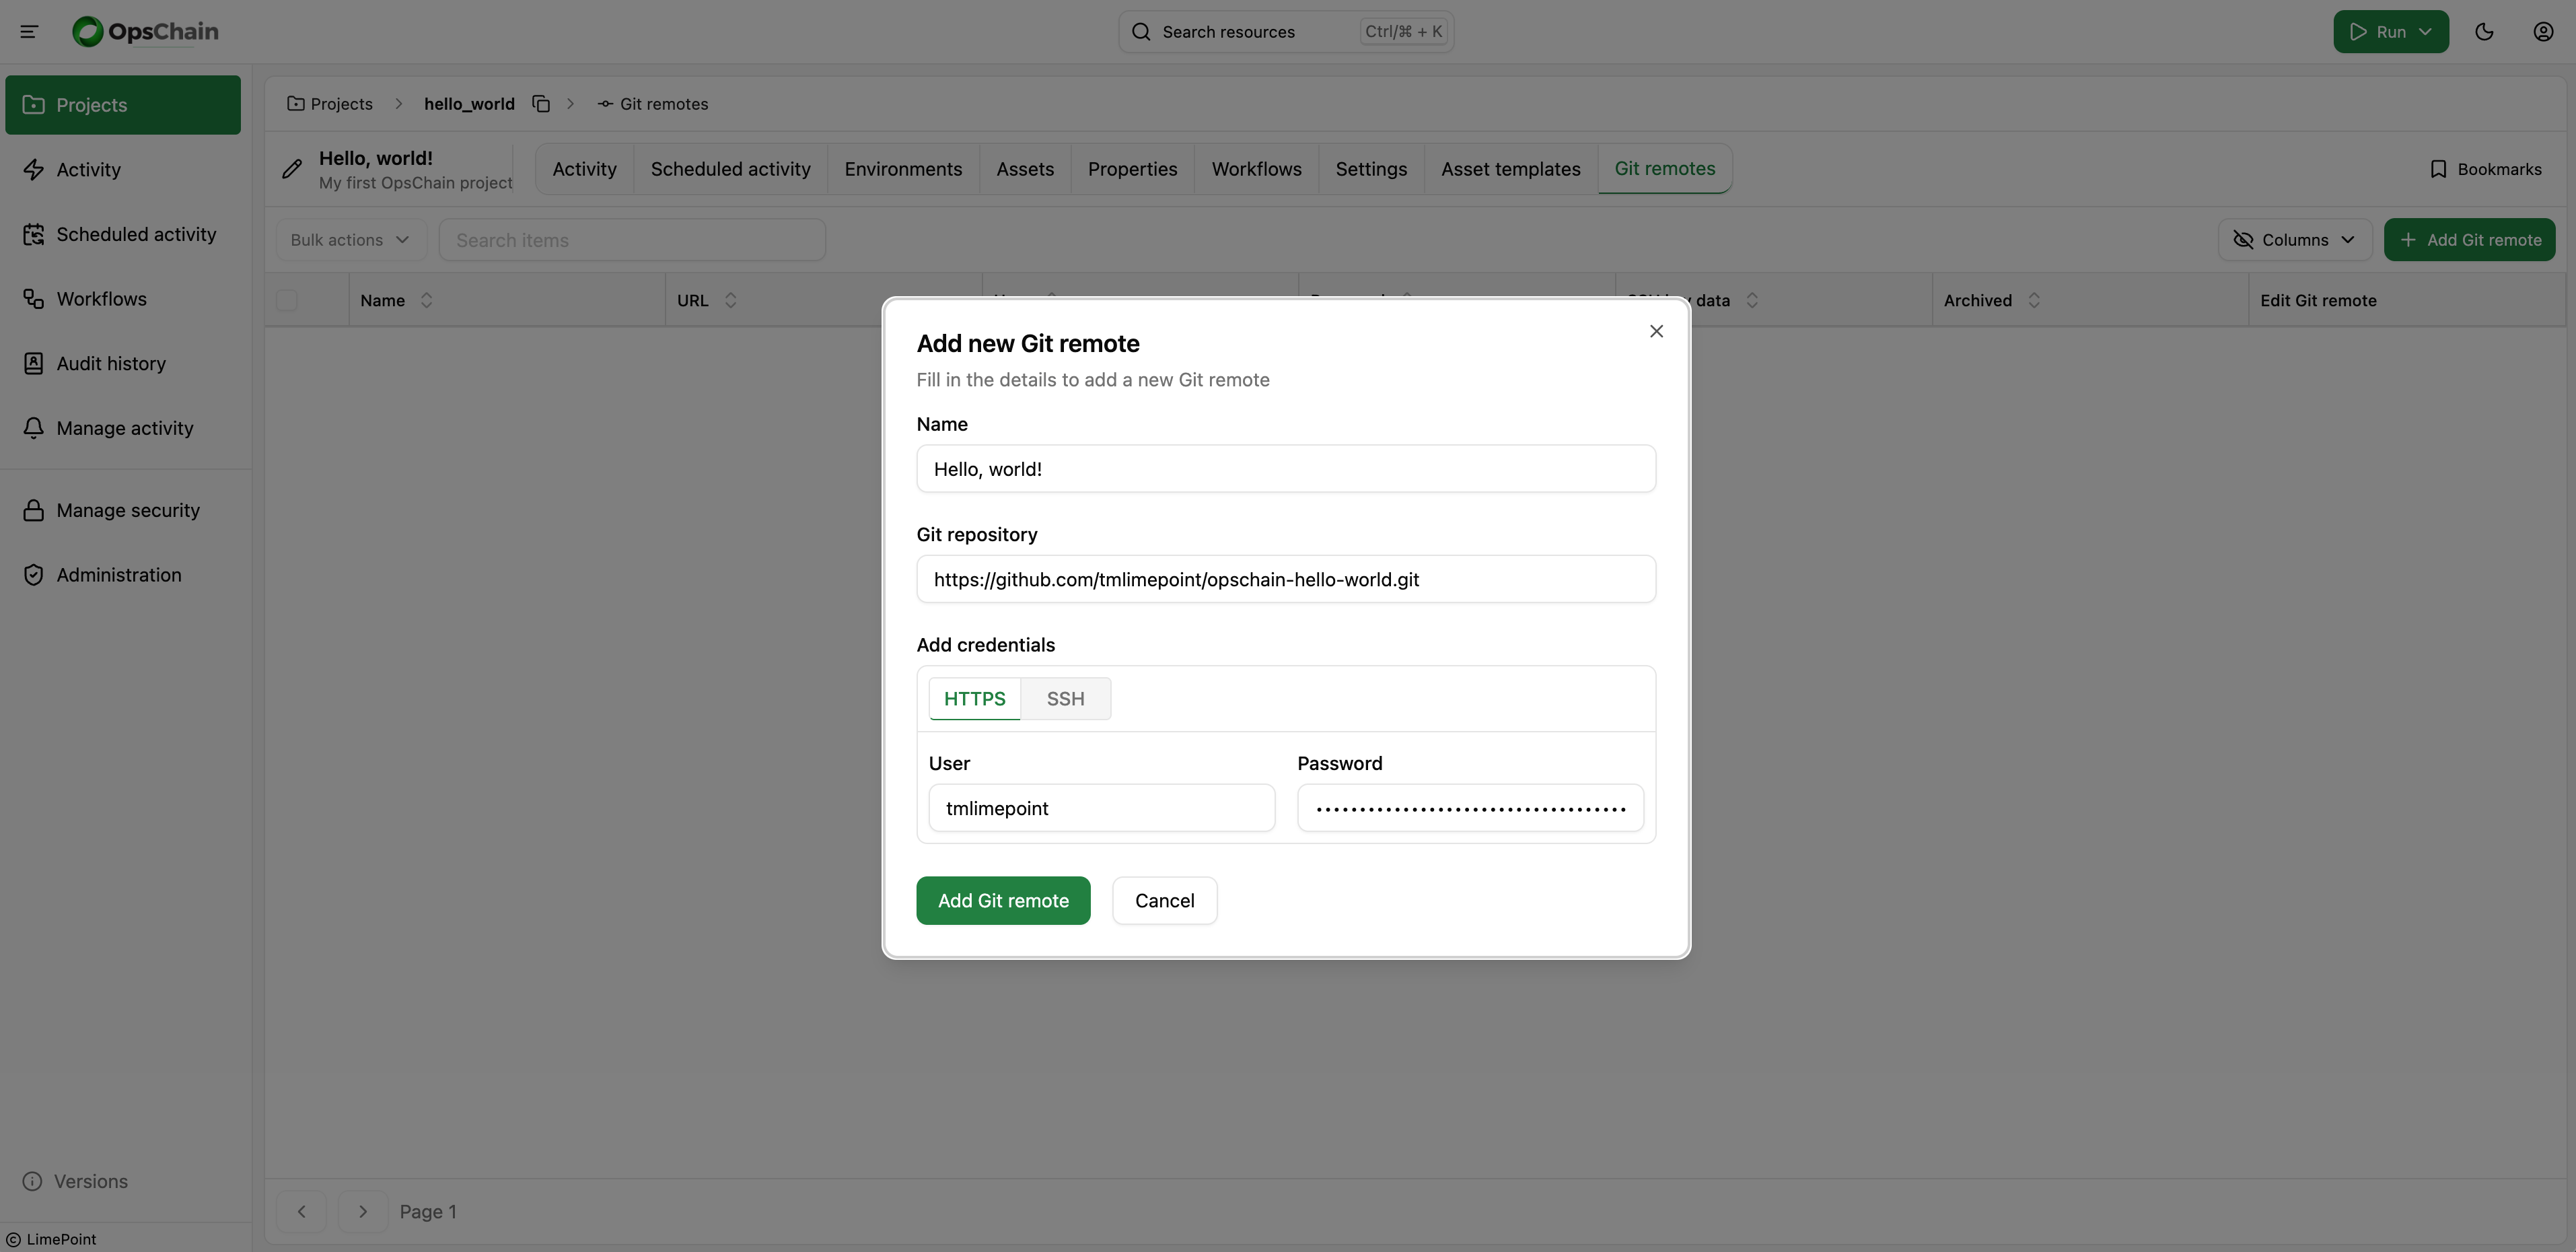 OpsChain
Search resources
Ctrl/⌘ + K
Run
Projects
Activity
Scheduled activity
Workflows
Audit history
Manage activity
Manage security
Administration
Versions
© LimePoint
Projects > hello_world > Git remotes
Hello, world!
My first OpsChain project
Activity
Scheduled activity
Environments
Assets
Properties
Workflows
Settings
Asset templates
Git remotes
Bookmarks
Bulk actions
Search items
Columns
+ Add Git remote
Name
URL
data
Archived
Edit Git remote
Add new Git remote
Fill in the details to add a new Git remote
Name
Hello, world!
Git repository
https://github.com/tmlimepoint/opschain-hello-world.git
Add credentials
HTTPS
SSH
User
Password
tmlimepoint
Add Git remote
Cancel
Page 1